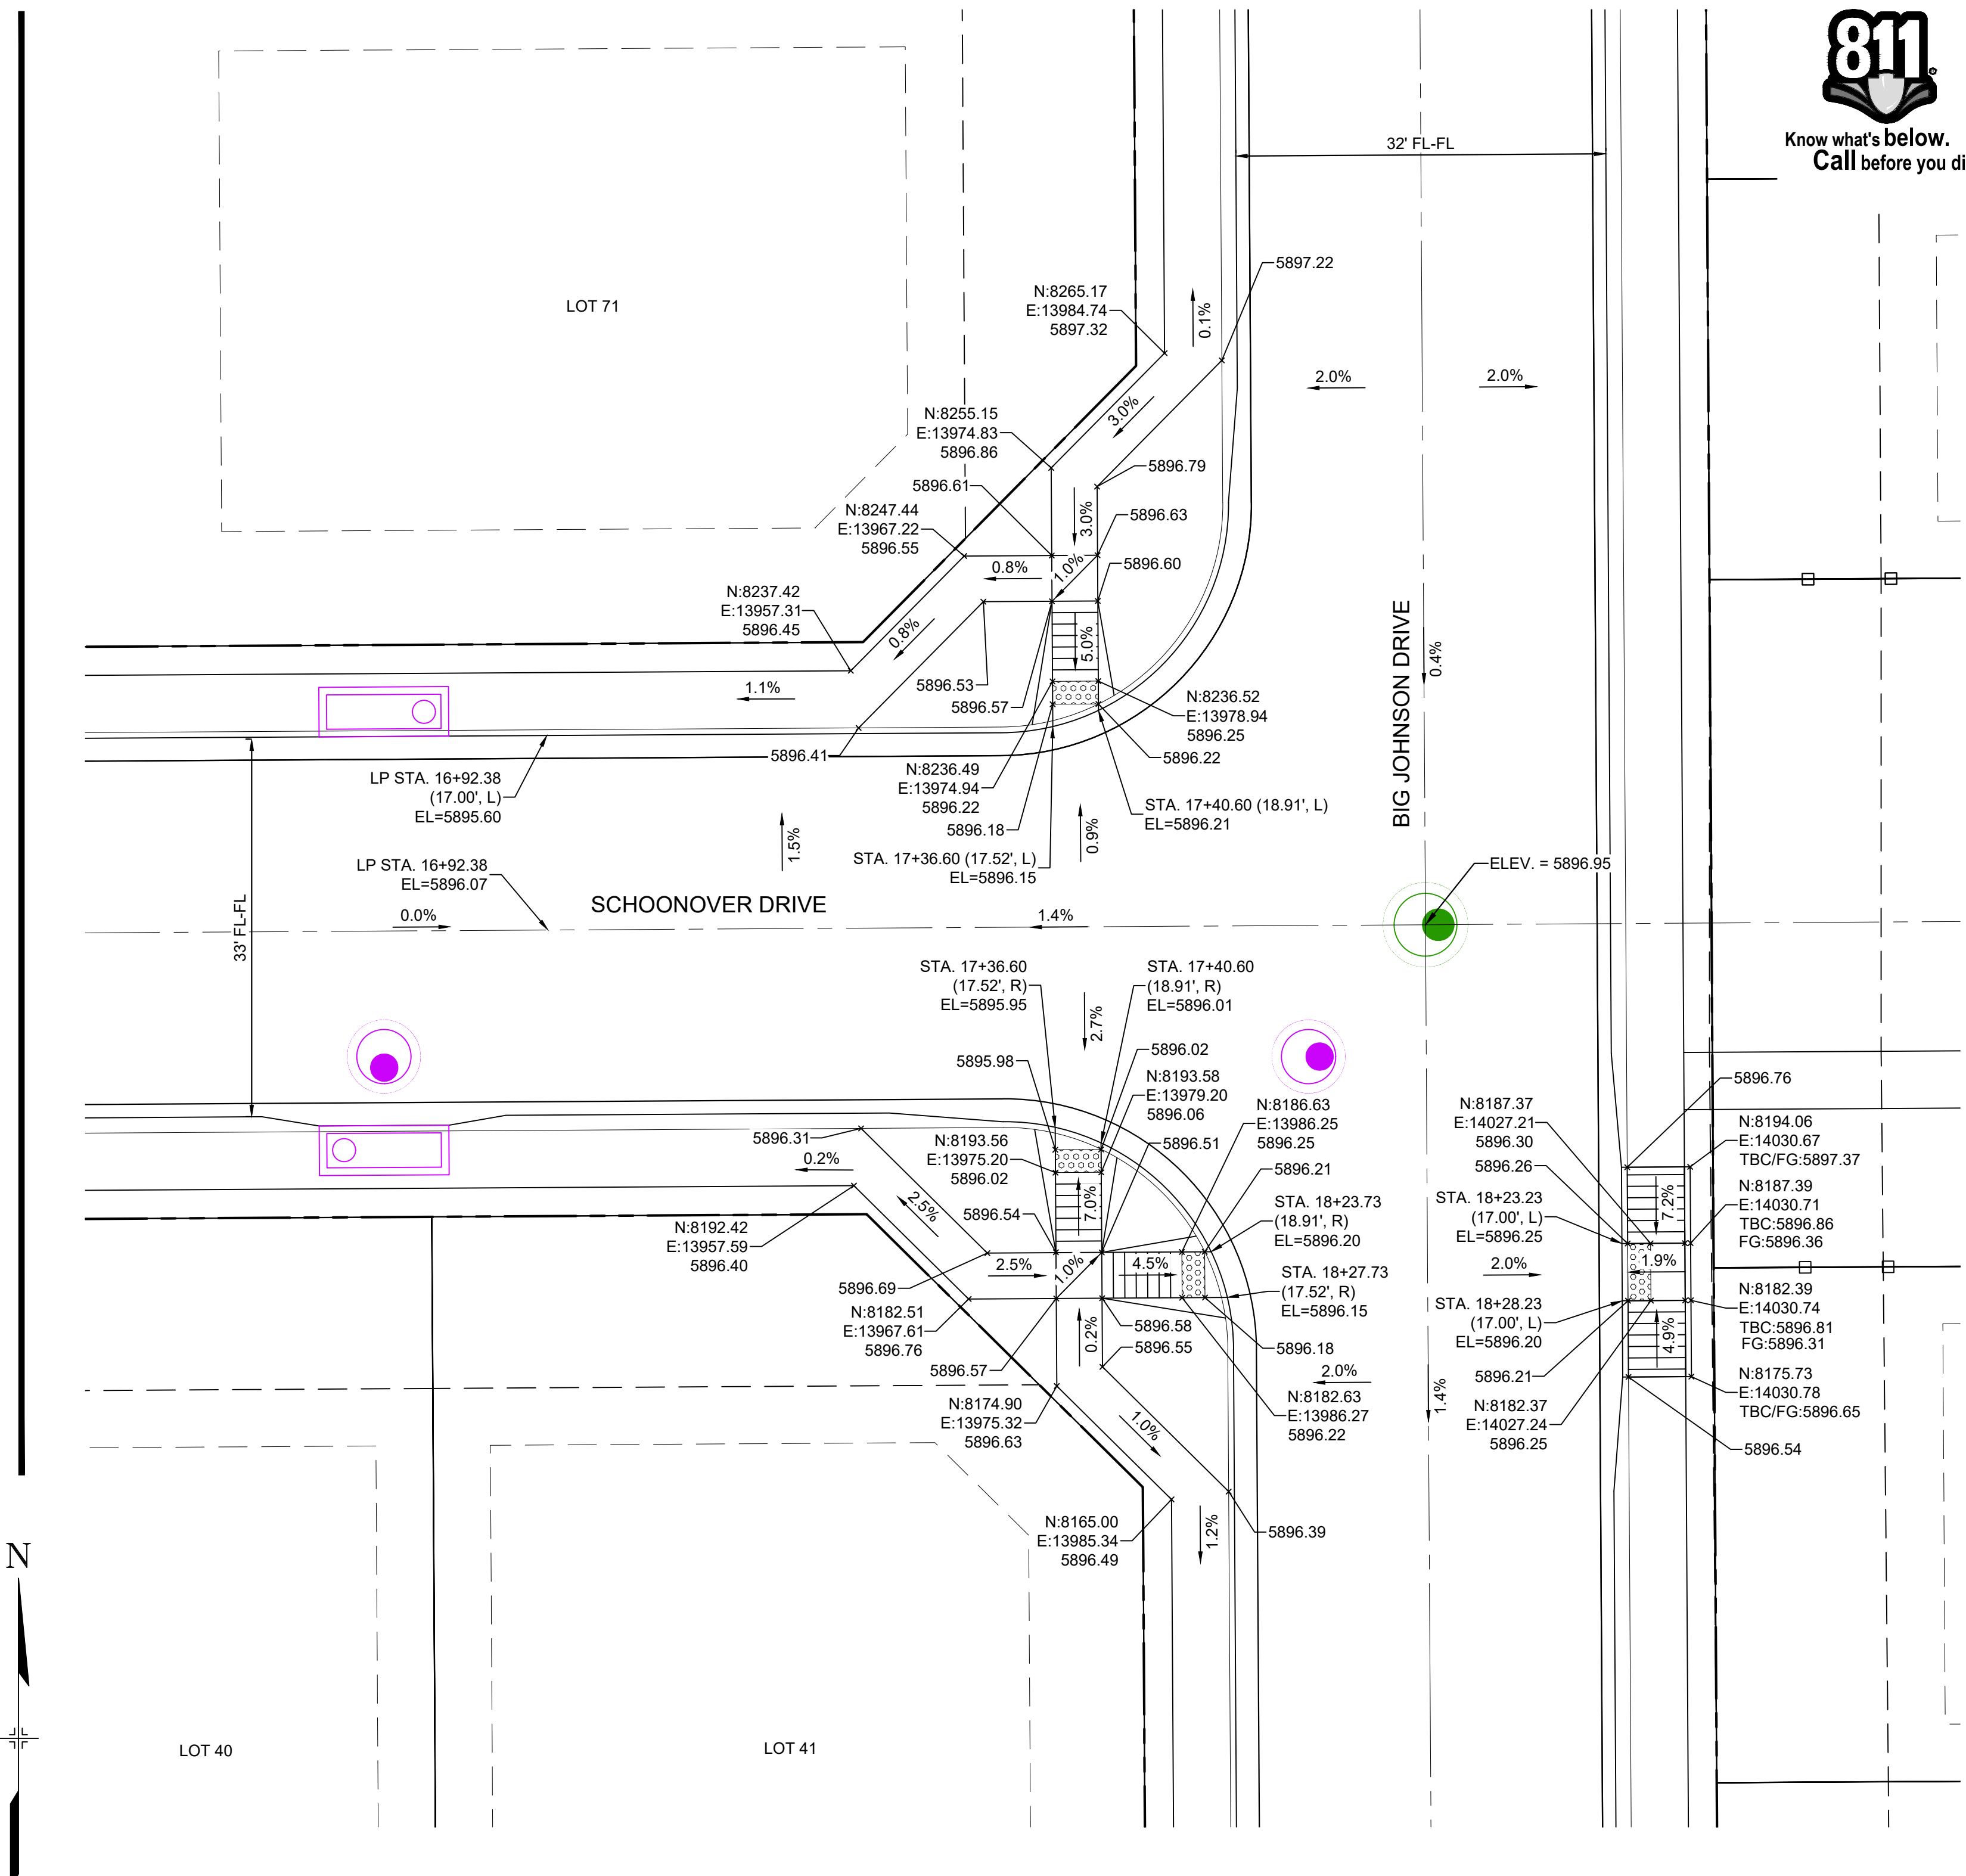 811
Know what's below.
Call before you di
32' FL-FL
5897.22
N:8265.17
E:13984.74
5897.32
0.1%
LOT 71
2.0%
2.0%
3.0%
N:8255.15
E:13974.83
5896.86
5896.79
5896.61
N:8247.44
E:13967.22
5896.55
3.0%
5896.63
0.8%
1.0%
5896.60
N:8237.42
E:13957.31
5896.45
0.8%
5.0%
BIG JOHNSON DRIVE
0.4%
1.1%
5896.53
5896.57
N:8236.52
E:13978.94
5896.25
5896.41
5896.22
N:8236.49
E:13974.94
5896.22
LP STA. 16+92.38
(17.00', L)
EL=5895.60
STA. 17+40.60 (18.91', L)
EL=5896.21
5896.18
1.5%
0.9%
STA. 17+36.60 (17.52', L)
EL=5896.15
LP STA. 16+92.38
EL=5896.07
ELEV. = 5896.95
SCHOONOVER DRIVE
33' FL-FL
0.0%
1.4%
STA. 17+36.60
(17.52', R)
EL=5895.95
STA. 17+40.60
(18.91', R)
EL=5896.01
2.7%
5895.98
5896.02
N:8193.58
E:13979.20
5896.06
5896.76
N:8186.63
E:13986.25
5896.25
N:8187.37
E:14027.21
5896.30
N:8194.06
E:14030.67
TBC/FG:5897.37
5896.31
N:8193.56
E:13975.20
5896.02
5896.51
0.2%
5896.21
5896.26
N:8187.39
E:14030.71
TBC:5896.86
FG:5896.36
2.5%
7.0%
7.2%
STA. 18+23.73
(18.91', R)
EL=5896.20
STA. 18+23.23
(17.00', L)
EL=5896.25
5896.54
N:8192.42
E:13957.59
5896.40
2.5%
1.0%
4.5%
2.0%
1.9%
5896.69
STA. 18+27.73
(17.52', R)
EL=5896.15
STA. 18+28.23
(17.00', L)
EL=5896.20
N:8182.39
E:14030.74
TBC:5896.81
FG:5896.31
N:8182.51
E:13967.61
5896.76
0.2%
5896.58
5896.55
4.9%
5896.18
5896.57
2.0%
5896.21
N:8175.73
E:14030.78
TBC/FG:5896.65
N:8174.90
E:13975.32
5896.63
1.0%
N:8182.63
E:13986.27
5896.22
1.4%
N:8182.37
E:14027.24
5896.25
5896.54
N:8165.00
E:13985.34
5896.49
1.2%
5896.39
N
LOT 40
LOT 41